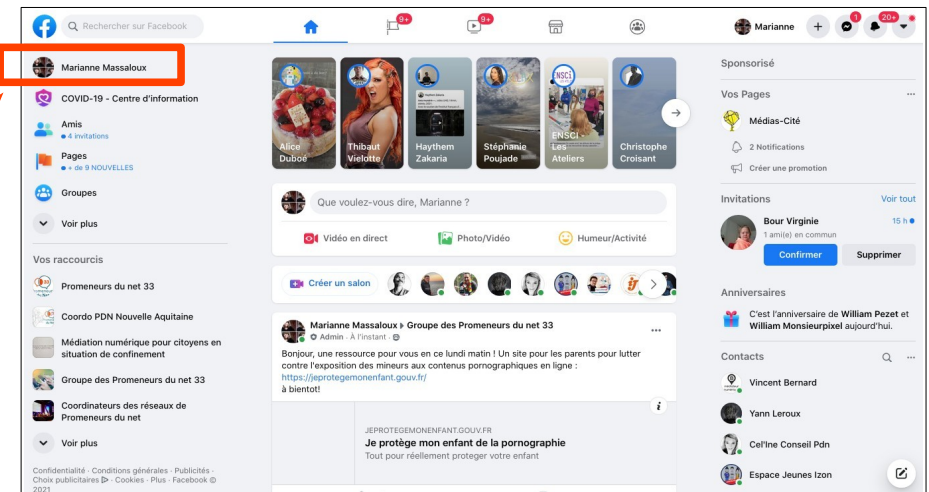 Rechercher sur Facebook
9+
9+
Marianne
1
20+
Marianne Massaloux
COVID-19 - Centre d'information
Amis
4 invitations
Pages
+ de 9 NOUVELLES
Groupes
Voir plus
Vos raccourcis
Promeneurs du net 33
Coordo PDN Nouvelle Aquitaine
Médiation numérique pour citoyens en
situation de confinement
Groupe des Promeneurs du net 33
Coordinateurs des réseaux de
Promeneurs du net
Voir plus
Confidentialité · Conditions générales · Publicités ·
Choix publicitaires · Cookies · Plus · Facebook ©
2021
Alice
Duboé
Thibaut
Vielotte
Haythem
Zakaria
Stéphanie
Poujade
ENSCi
ENSCI -
Les
Ateliers
Christophe
Croisant
Que voulez-vous dire, Marianne ?
Vidéo en direct
Photo/Vidéo
Humeur/Activité
Créer un salon
Marianne Massaloux ▸ Groupe des Promeneurs du net 33
Admin · À l'instant ·
Bonjour, une ressource pour vous en ce lundi matin ! Un site pour les parents pour lutter
contre l'exposition des mineurs aux contenus pornographiques en ligne :
https://jeprotegemonenfant.gouv.fr/
à bientot!
JEPROTEGEMONENFANT.GOUV.FR
Je protège mon enfant de la pornographie
Tout pour réellement proteger votre enfant
Sponsorisé
Vos Pages
Médias-Cité
2 Notifications
Créer une promotion
Invitations
Voir tout
Bour Virginie
15 h
1 ami(e) en commun
Confirmer
Supprimer
Anniversaires
C'est l'anniversaire de William Pezet et
William Monsieurpixel aujourd'hui.
Contacts
Vincent Bernard
Yann Leroux
Cel'Ine Conseil Pdn
Espace Jeunes Izon